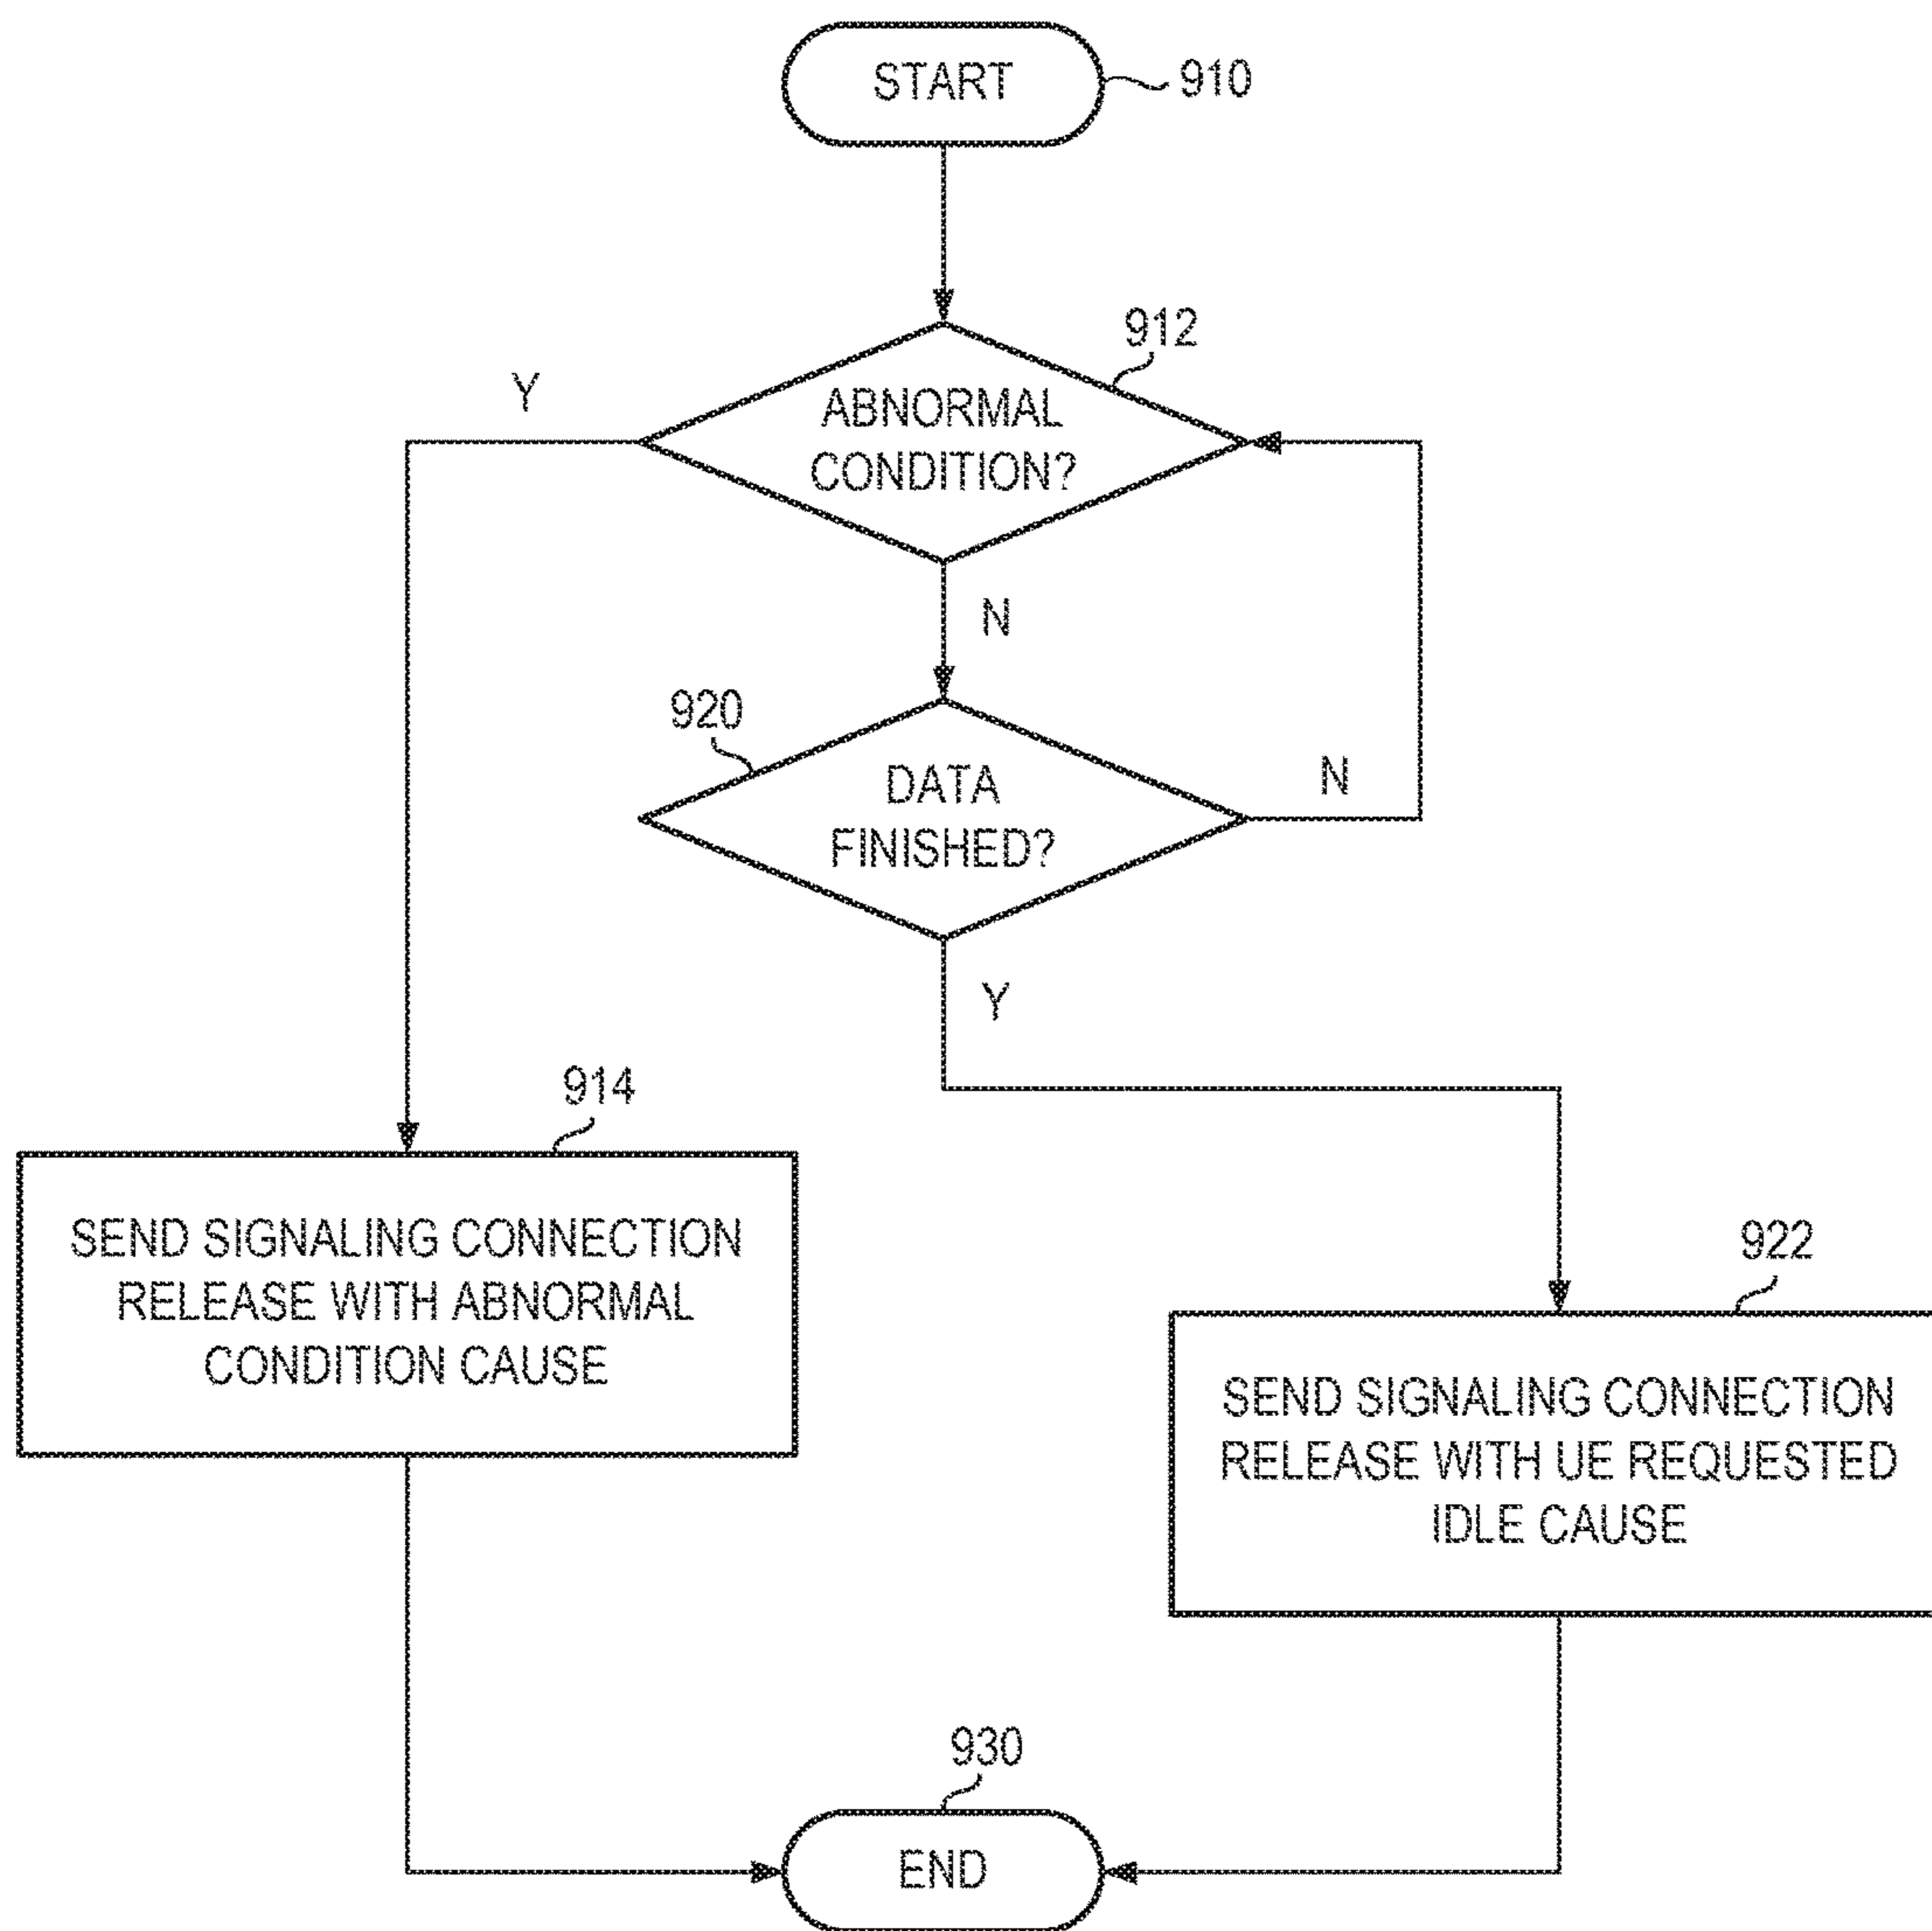 START
910
912
Y
ABNORMAL
CONDITION?
N
920
DATA
FINISHED?
N
Y
914
SEND SIGNALING CONNECTION
RELEASE WITH ABNORMAL
CONDITION CAUSE
922
SEND SIGNALING CONNECTION
RELEASE WITH UE REQUESTED
IDLE CAUSE
930
END